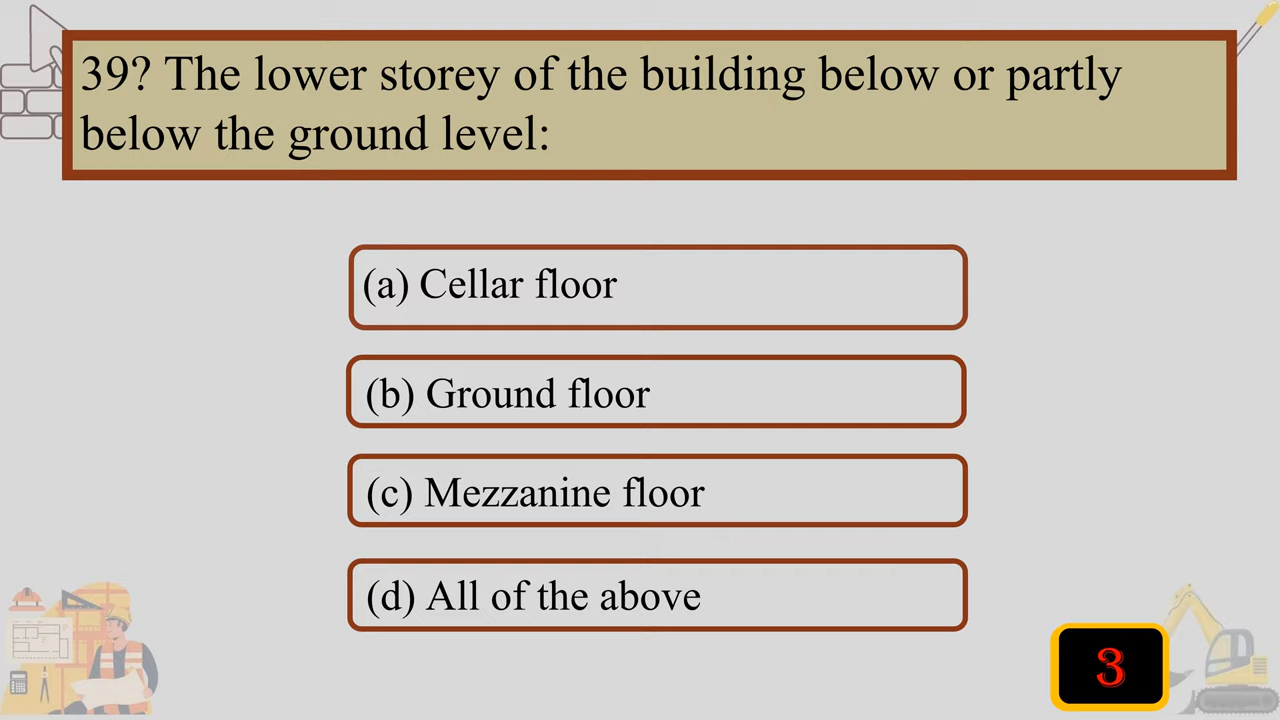 39? The lower storey of the building below or partly
below the ground level:
(a) Cellar floor
(b) Ground floor
(c) Mezzanine floor
(d) All of the above
3